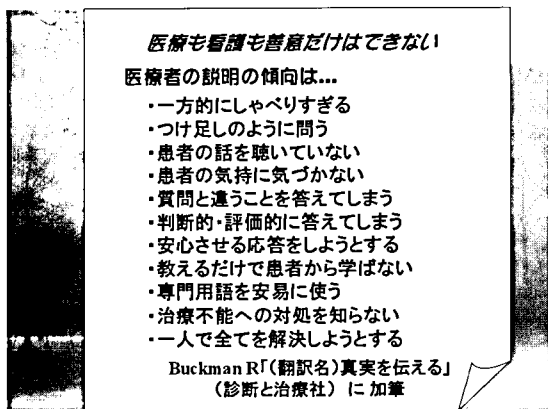 医療も看護も善意だけはできない
医療者の説明の傾向は...
・一方的にしゃべりすぎる
・つけ足しのように問う
・患者の話を聴いていない
・患者の気持に気づかない
・質問と違うことを答えてしまう
・判断的・評価的に答えてしまう
・安心させる応答をしようとする
・教えるだけで患者から学ばない
・専門用語を安易に使う
・治療不能への対処を知らない
・一人で全てを解決しようとする
Buckman R「(翻訳名)真実を伝える」
(診断と治療社) に加筆